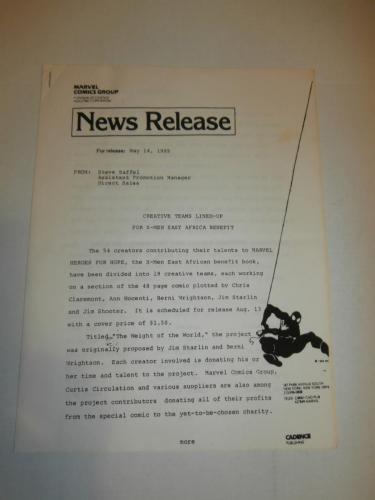 MARVEL
COMICS GROUP
News Release
For release: May 14, 1985
FROM: Steve Saffel
Assistant Promotion Manager
Direct Sales
CREATIVE TEAMS LINED-UP
FOR X-MEN EAST AFRICA BENEFIT
The 54 creators contributing their talents to MARVEL
HEROES FOR HOPE, the X-Men East African benefit book,
have been divided into 19 creative teams, each working
on a section of the 48 page comic plotted by Chris
Claremont, Ann Nocenti, Berni Wrightson, Jim Starlin
and Jim Shooter. It is scheduled for release Aug. 13
with a cover price of $1.50.
Titled "The Weight of the World," the project
was originally proposed by Jim Starlin and Berni
Wrightson. Each creator involved is donating his or
her time and talent to the project. Marvel Comics Group,
Curtis Circulation and various suppliers are also among
the project contributors donating all of their profits
from the special comic to the yet-to-be-chosen charity.
more
387 PARK AVENUE SOUTH
CADENCE